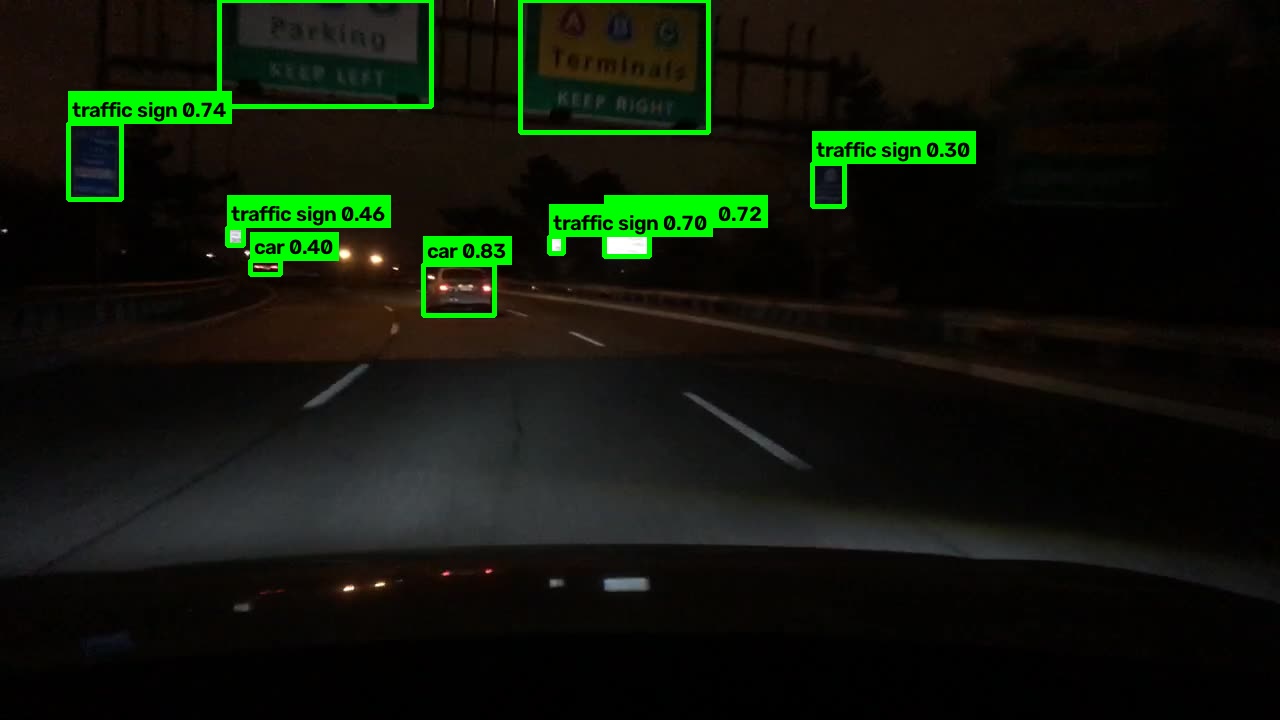 Parking
KEEP LEFT
A B C
Terminals
KEEP RIGHT
traffic sign 0.74
traffic sign 0.30
traffic sign 0.46
0.72
traffic sign 0.70
car 0.40
car 0.83